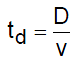 t_d = D/v